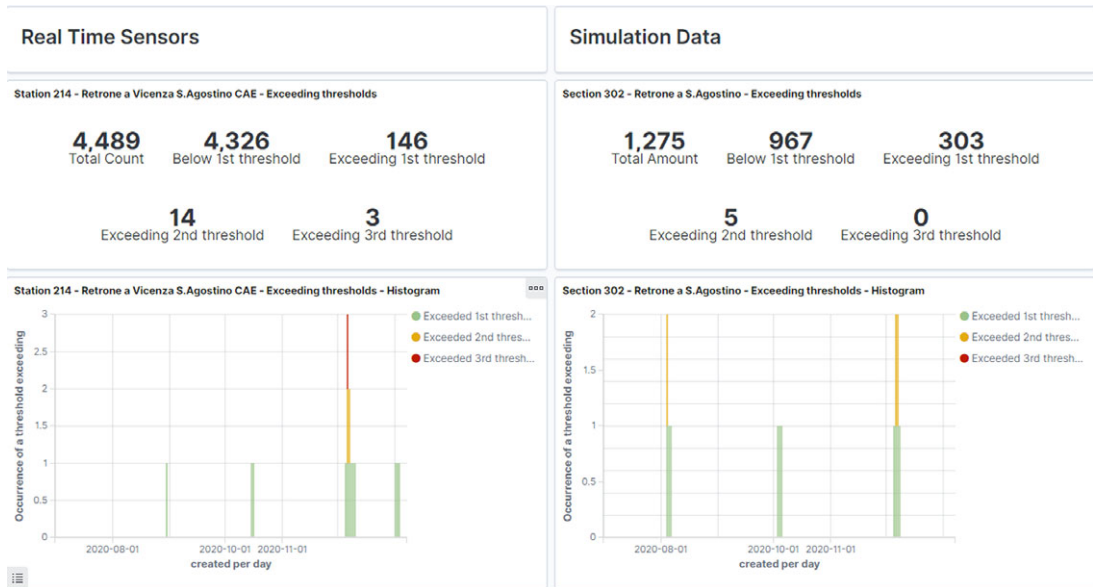 Real Time Sensors
Simulation Data
Station 214 - Retrone a Vicenza S.Agostino CAE - Exceeding thresholds
4,489
Total Count
4,326
Below 1st threshold
146
Exceeding 1st threshold
14
Exceeding 2nd threshold
3
Exceeding 3rd threshold
Section 302 - Retrone a S.Agostino - Exceeding thresholds
1,275
Total Amount
967
Below 1st threshold
303
Exceeding 1st threshold
5
Exceeding 2nd threshold
0
Exceeding 3rd threshold
Station 214 - Retrone a Vicenza S.Agostino CAE - Exceeding thresholds - Histogram
Occurrence of a threshold exceeding
3
2.5
2
1.5
1
0.5
0
2020-08-01
2020-10-01
2020-11-01
created per day
Exceeded 1st thresh...
Exceeded 2nd thres...
Exceeded 3rd thresh...
Section 302 - Retrone a S.Agostino - Exceeding thresholds - Histogram
Occurrence of a threshold exceeding
2
1.5
1
0.5
0
2020-08-01
2020-10-01
2020-11-01
created per day
Exceeded 1st thresh...
Exceeded 2nd thres...
Exceeded 3rd thresh...